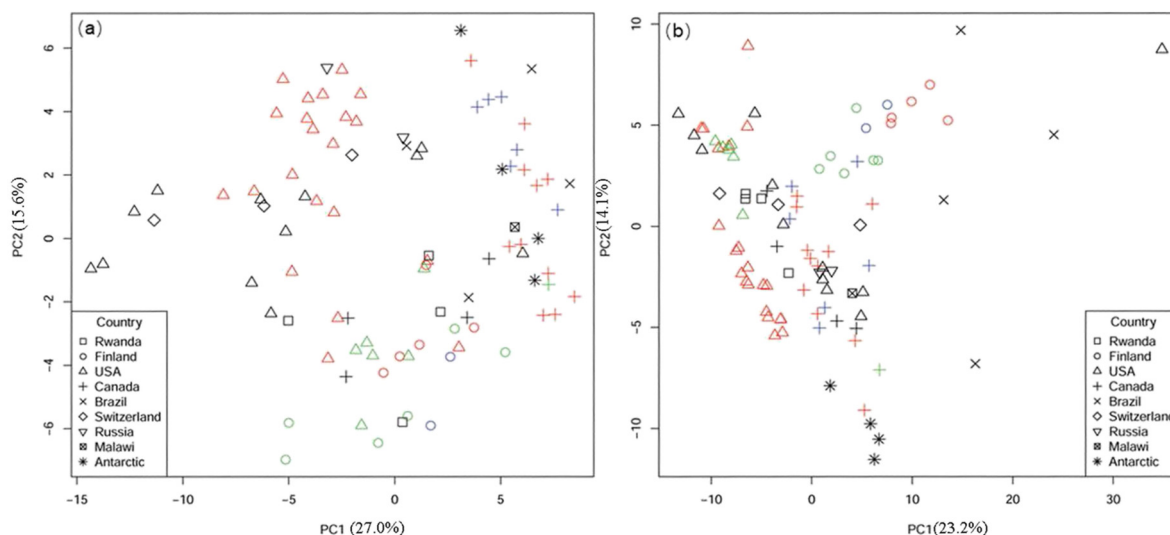 (a)
PC2 (15.6%)
6
4
2
0
−2
−4
−6
Country
Rwanda
Finland
USA
Canada
Brazil
Switzerland
Russia
Malawi
Antarctic
−15 −10 −5 0 5
PC1 (27.0%)
(b)
PC2 (14.1%)
10
5
0
−5
−10
Country
Rwanda
Finland
USA
Canada
Brazil
Switzerland
Russia
Malawi
Antarctic
−10 0 10 20 30
PC1(23.2%)